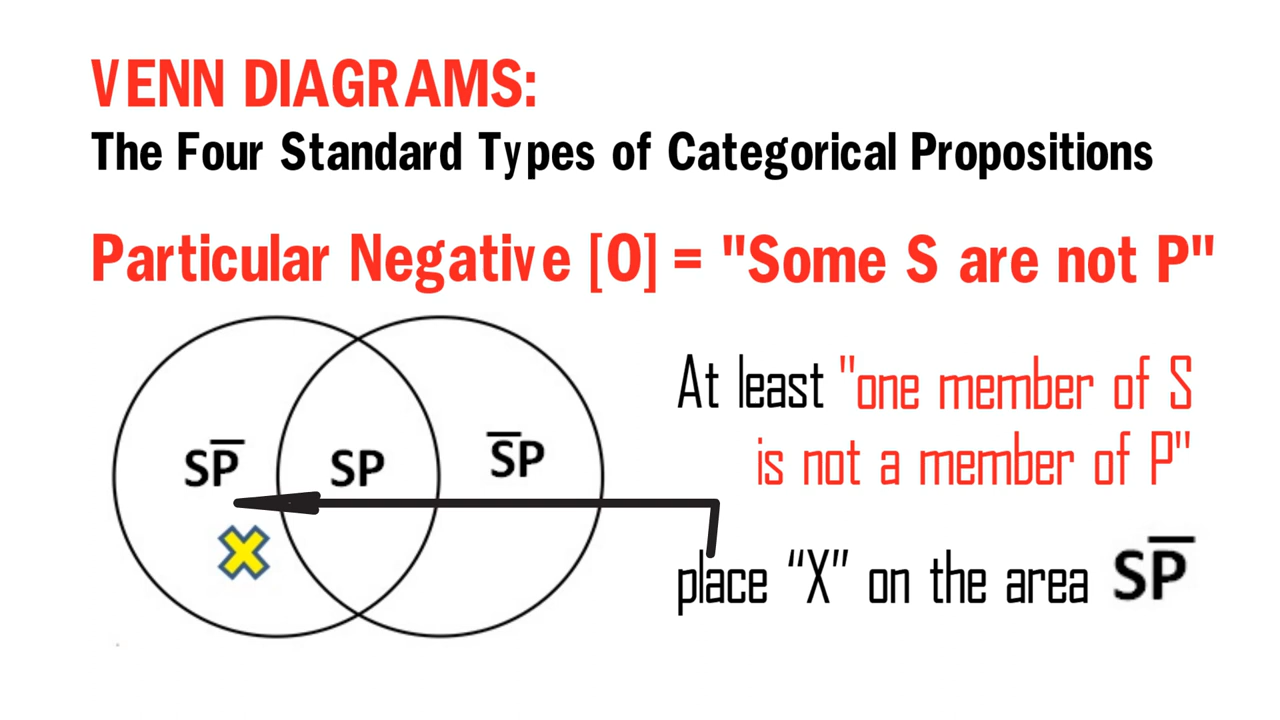 VENN DIAGRAMS:
The Four Standard Types of Categorical Propositions
Particular Negative [O] = "Some S are not P"
SP̅ SP S̅P
At least "one member of S
is not a member of P"
X
place “X” on the area SP̅